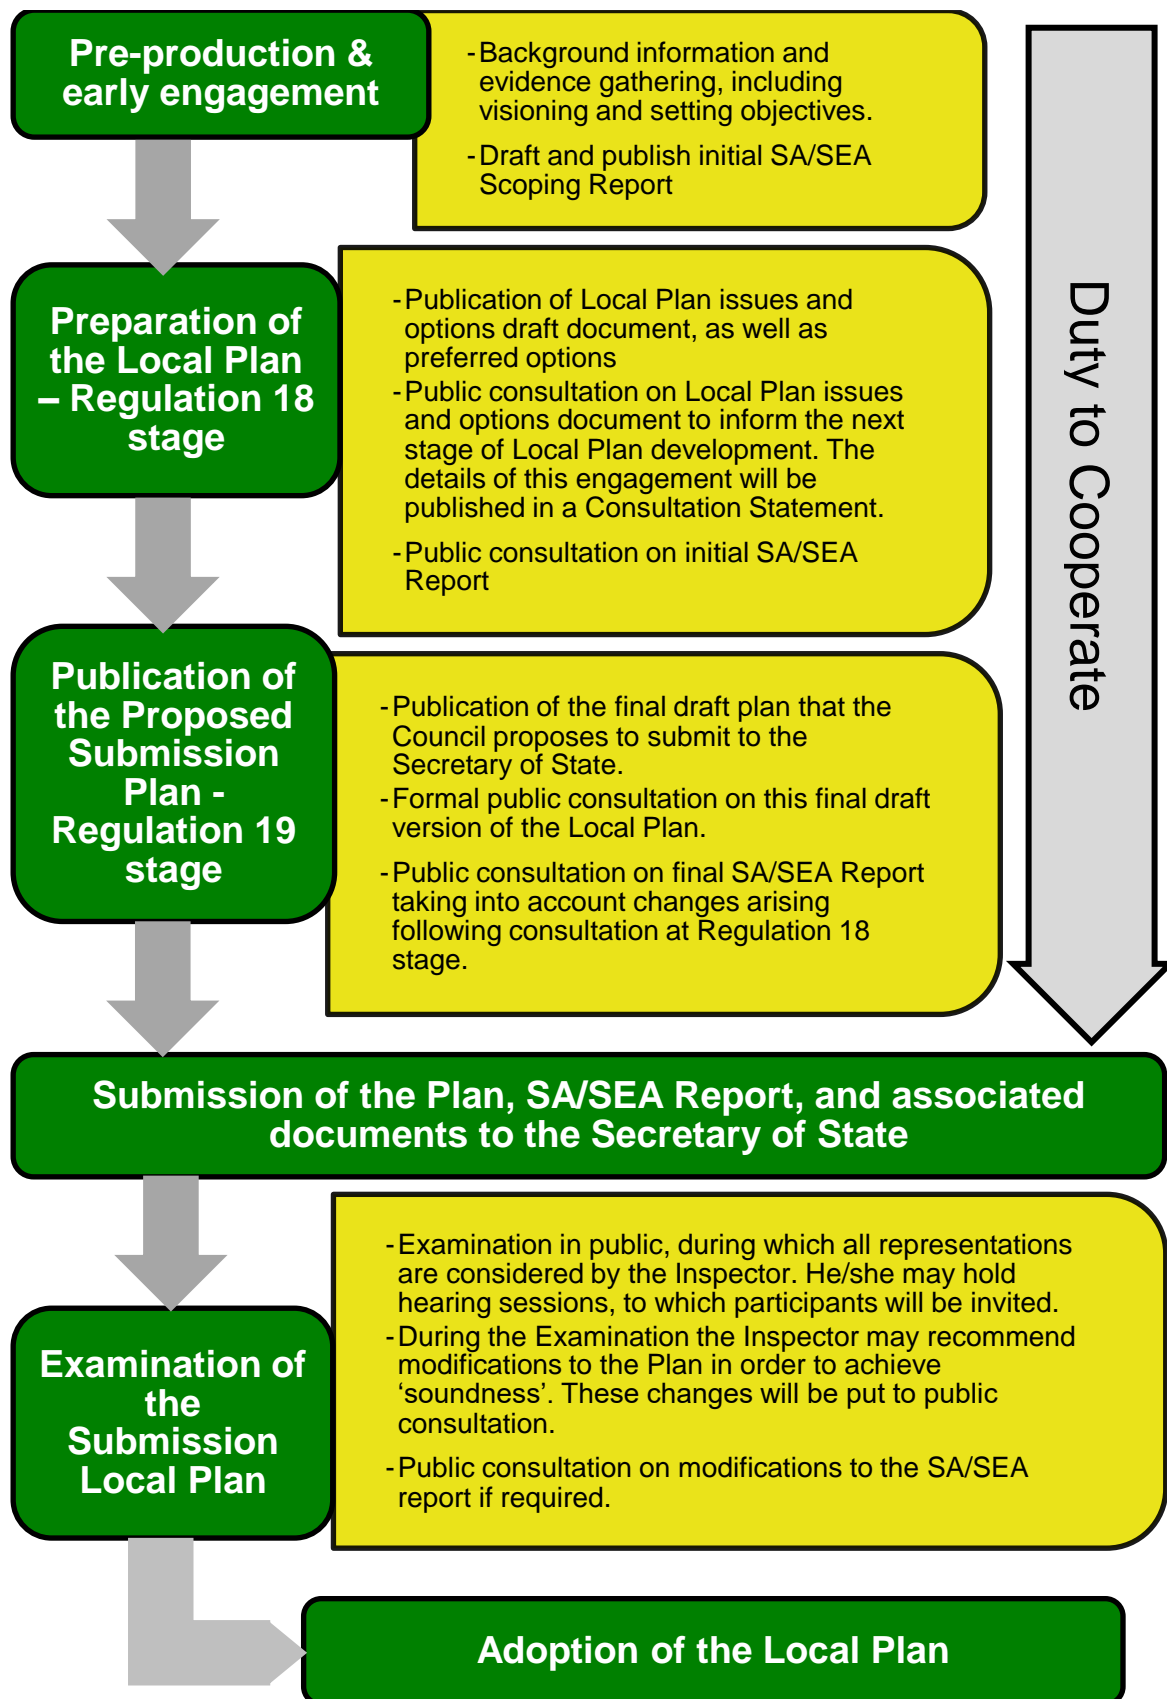 Pre-production &
early engagement
-Background information and
evidence gathering, including
visioning and setting objectives.
-Draft and publish initial SA/SEA
Scoping Report
Duty to Cooperate
Preparation of
the Local Plan
– Regulation 18
stage
-Publication of Local Plan issues and
options draft document, as well as
preferred options
-Public consultation on Local Plan issues
and options document to inform the next
stage of Local Plan development. The
details of this engagement will be
published in a Consultation Statement.
-Public consultation on initial SA/SEA
Report
Publication of
the Proposed
Submission
Plan -
Regulation 19
stage
-Publication of the final draft plan that the
Council proposes to submit to the
Secretary of State.
-Formal public consultation on this final draft
version of the Local Plan.
-Public consultation on final SA/SEA Report
taking into account changes arising
following consultation at Regulation 18
stage.
Submission of the Plan, SA/SEA Report, and associated
documents to the Secretary of State
Examination of
the
Submission
Local Plan
-Examination in public, during which all representations
are considered by the Inspector. He/she may hold
hearing sessions, to which participants will be invited.
-During the Examination the Inspector may recommend
modifications to the Plan in order to achieve
‘soundness’. These changes will be put to public
consultation.
-Public consultation on modifications to the SA/SEA
report if required.
Adoption of the Local Plan